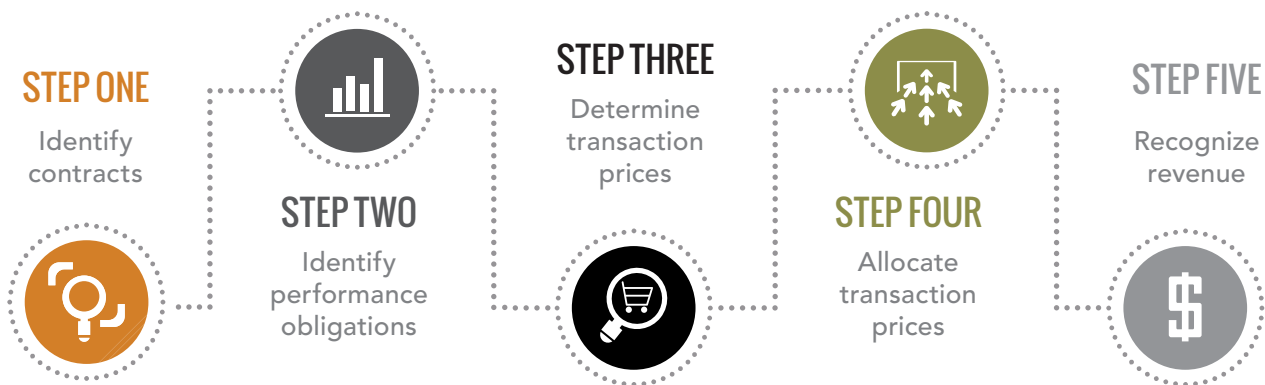 STEP ONE
Identify
contracts
STEP TWO
Identify
performance
obligations
STEP THREE
Determine
transaction
prices
STEP FOUR
Allocate
transaction
prices
STEP FIVE
Recognize
revenue
$